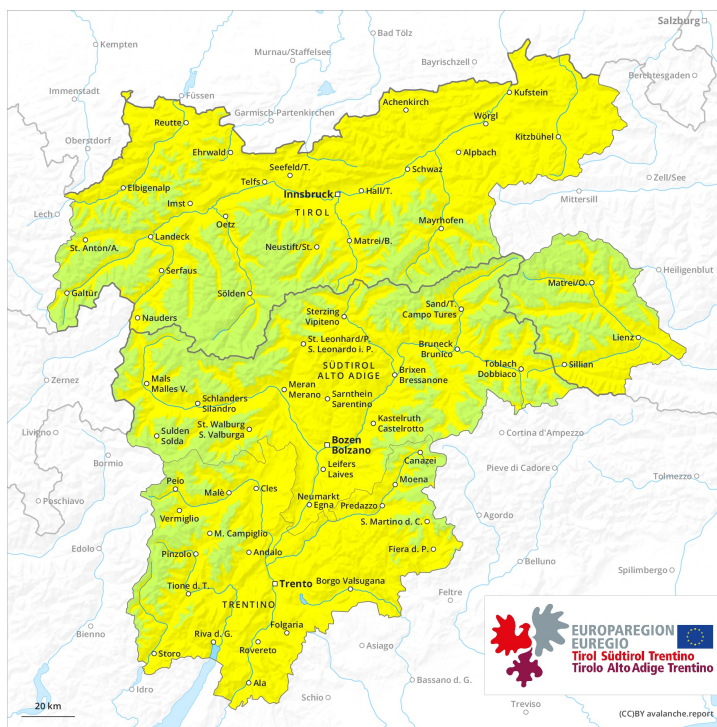 Salzburg
Kempten
Bad Tölz
Murnau/Staffelsee
Bayrischzell
Berchtesgaden
Immenstadt
Füssen
Kufstein
Achenkirch
Garmisch-Partenkirchen
Reutte
Wörgl
Oberstdorf
Kitzbühel
Ehrwald
Alpbach
Seefeld/T.
Schwaz
Zell/See
Telfs
Elbigenalp
Innsbruck
Hall/T.
Mittersill
Imst
TIROL
Lech
Oetz
Mayrhofen
St. Anton/A.
Landeck
Neustift/St.
Matrei/B.
Serfaus
Heiligenblut
Matrei/O.
Galtür
Sölden
Nauders
Sterzing
Vipiteno
Sand/T.
Campo Tures
Lienz
St. Leonhard/P.
S. Leonardo i. P.
Bruneck
Brunico
SÜDTIROL
ALTO ADIGE
Toblach
Dobbiaco
Sillian
Brixen
Bressanone
Zernez
Mals
Malles V.
Meran
Merano
Schlanders
Silandro
Sarnthein
Sarentino
St. Walburg
S. Valburga
Kastelruth
Castelrotto
Livigno
Sulden
Solda
Bozen
Bolzano
Cortina d'Ampezzo
Bormio
Canazei
Leifers
Laives
Pieve di Cadore
Tolmezzo
Poschiavo
Peio
Malè
Cles
Moena
Neumarkt
Egna
Predazzo
Vermiglio
Agordo
S. Martino d. C.
M. Campiglio
Edolo
Pinzolo
Andalo
Fiera d. P.
Belluno
Spilimbergo
Tione d. T.
Trento
Borgo Valsugana
Feltre
TRENTINO
Bienno
Folgaria
Riva d. G.
Rovereto
Storo
Asiago
Ala
Idro
Schio
Bassano d. G.
Treviso
20 km
EUROPAREGION
EUREGIO
Tirol Südtirol Trentino
Tirolo Alto Adige Trentino
(CC)BY avalanche.report